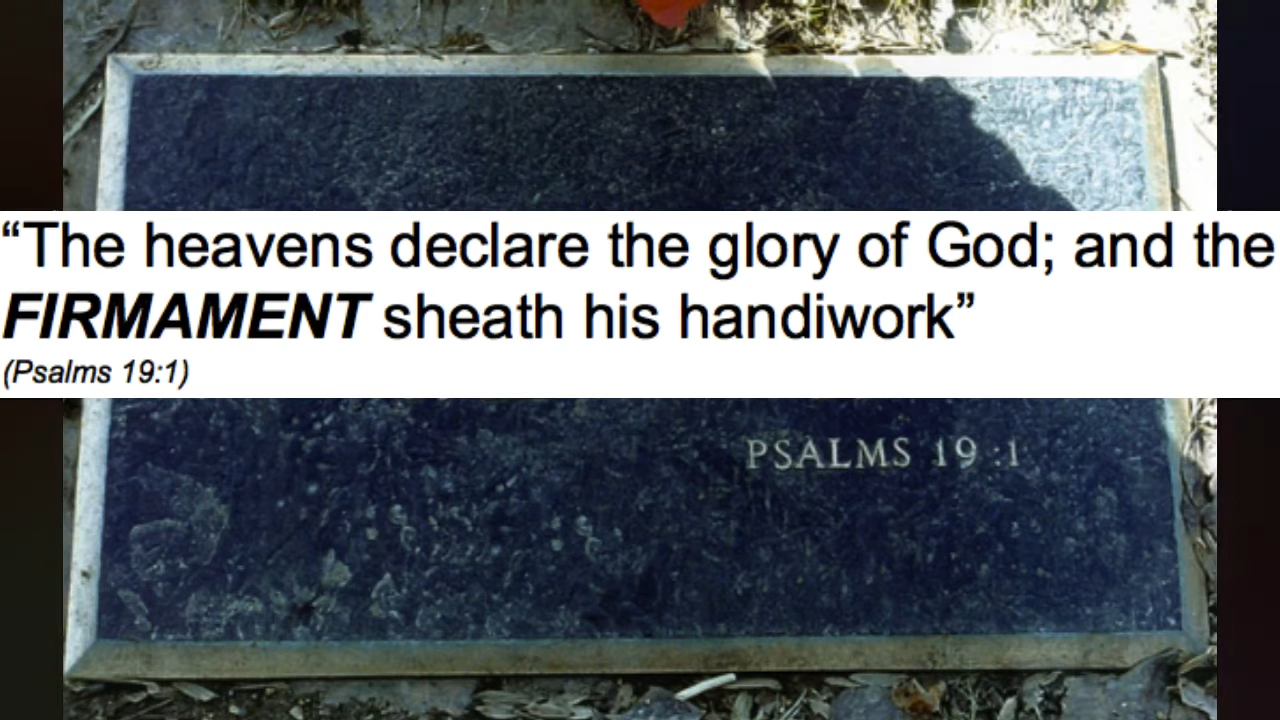 “The heavens declare the glory of God; and the
FIRMAMENT sheath his handiwork”
(Psalms 19:1)
PSALMS 19:1